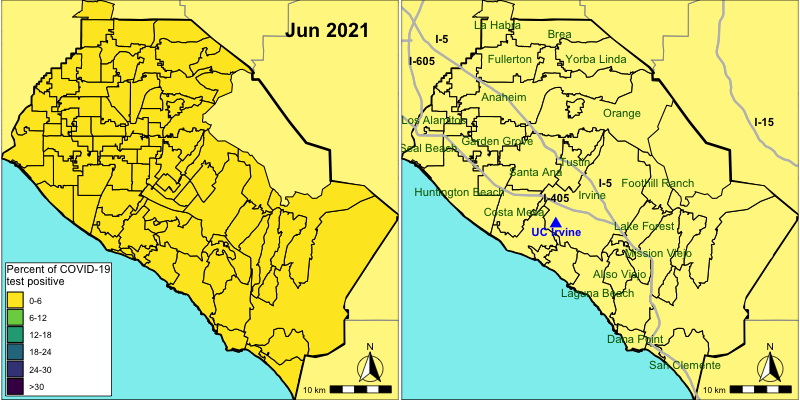 Jun 2021
Percent of COVID-19
test positive
0-6
6-12
12-18
18-24
24-30
>30
N
10 km
La Habra
Brea
I-5
I-605
Fullerton
Yorba Linda
Anaheim
Orange
I-15
Los Alamitos
Garden Grove
Seal Beach
Tustin
Santa Ana
I-5
Foothill Ranch
Huntington Beach
I-405
Irvine
Costa Mesa
UC Irvine
Lake Forest
Mission Viejo
Aliso Viejo
Laguna Beach
Dana Point
San Clemente
N
10 km